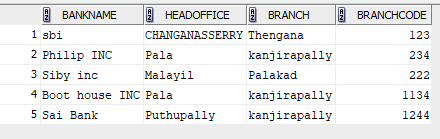 BANKNAME HEADOFFICE BRANCH BRANCHCODE
1 sbi CHANGANASSERRY Thengana 123
2 Philip INC Pala kanjirapally 234
3 Siby inc Malayil Palakad 222
4 Boot house INC Pala kanjirapally 1134
5 Sai Bank Puthupally kanjirapally 1244